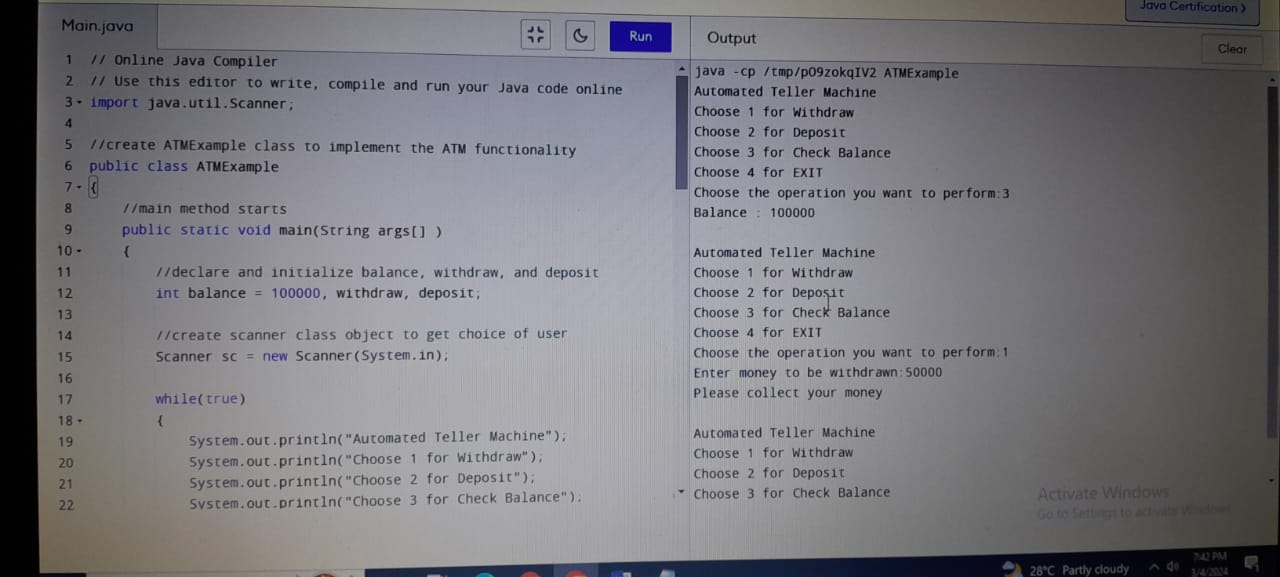 Main.java
Run
1 // Online Java Compiler
2 // Use this editor to write, compile and run your Java code online
3 import java.util.Scanner;
4
5 //create ATMExample class to implement the ATM functionality
6 public class ATMExample
7 {
8 //main method starts
9 public static void main(String args[] )
10 {
11 //declare and initialize balance, withdraw, and deposit
12 int balance = 100000, withdraw, deposit;
13
14 //create scanner class object to get choice of user
15 Scanner sc = new Scanner(System.in);
16
17 while(true)
18 {
19 System.out.println("Automated Teller Machine");
20 System.out.println("Choose 1 for Withdraw");
21 System.out.println("Choose 2 for Deposit");
22 System.out.println("Choose 3 for Check Balance");
Java Certification >
Output
Clear
java -cp /tmp/pO9zokqIV2 ATMExample
Automated Teller Machine
Choose 1 for Withdraw
Choose 2 for Deposit
Choose 3 for Check Balance
Choose 4 for EXIT
Choose the operation you want to perform:3
Balance : 100000
Automated Teller Machine
Choose 1 for Withdraw
Choose 2 for Deposit
Choose 3 for Check Balance
Choose 4 for EXIT
Choose the operation you want to perform:1
Enter money to be withdrawn:50000
Please collect your money
Automated Teller Machine
Choose 1 for Withdraw
Choose 2 for Deposit
Choose 3 for Check Balance
Activate Windows
Go to Settings to activate Windows.
28°C Partly cloudy
7:42 PM
3/4/2024